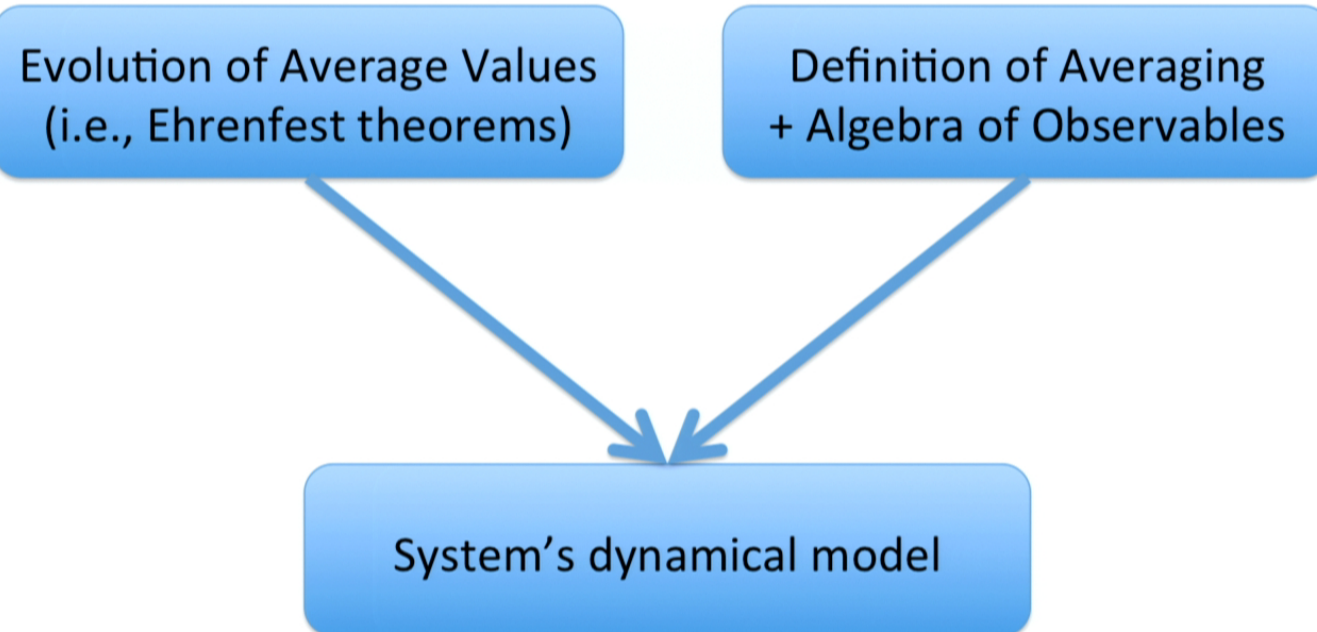 Evolution of Average Values
(i.e., Ehrenfest theorems)
Definition of Averaging
+ Algebra of Observables
System’s dynamical model